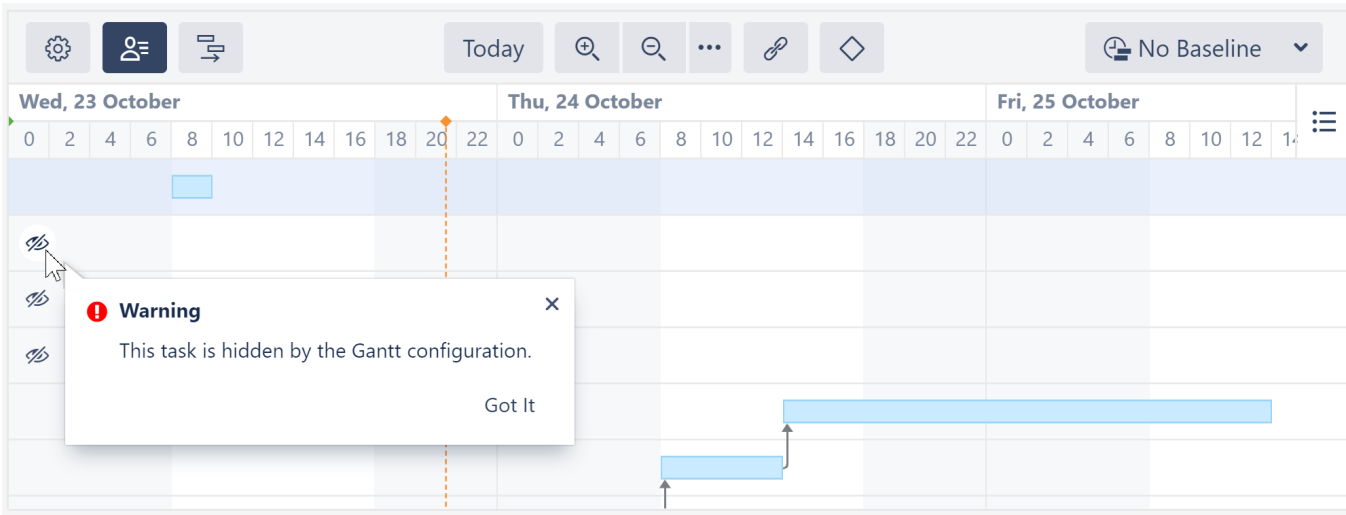 Today
No Baseline
Wed, 23 October Thu, 24 October Fri, 25 October
0 2 4 6 8 10 12 14 16 18 20 22 0 2 4 6 8 10 12 14 16 18 20 22 0 2 4 6 8 10 12
Warning
This task is hidden by the Gantt configuration.
Got It